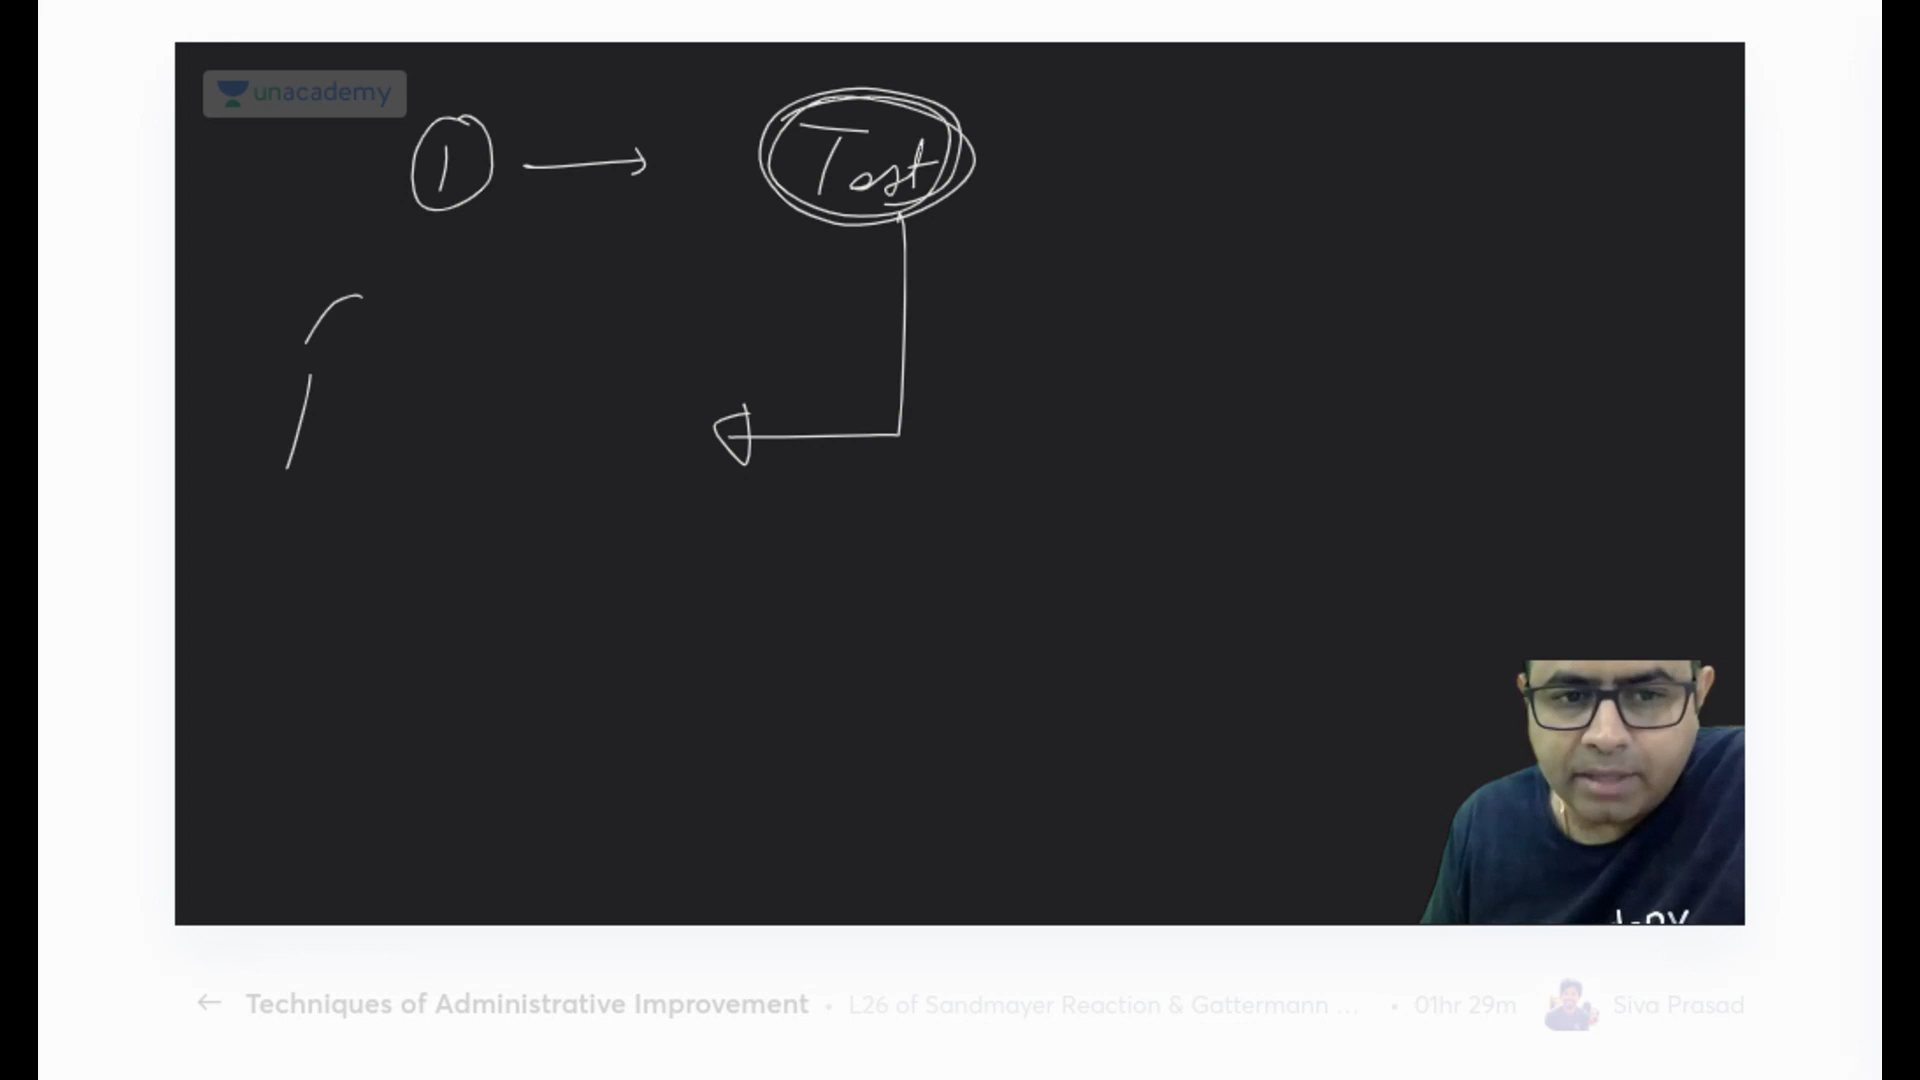 unacademy
1 → Test
Techniques of Administrative Improvement • L26 of Sandmayer Reaction & Gattermann ... • 01hr 29m Siva Prasad